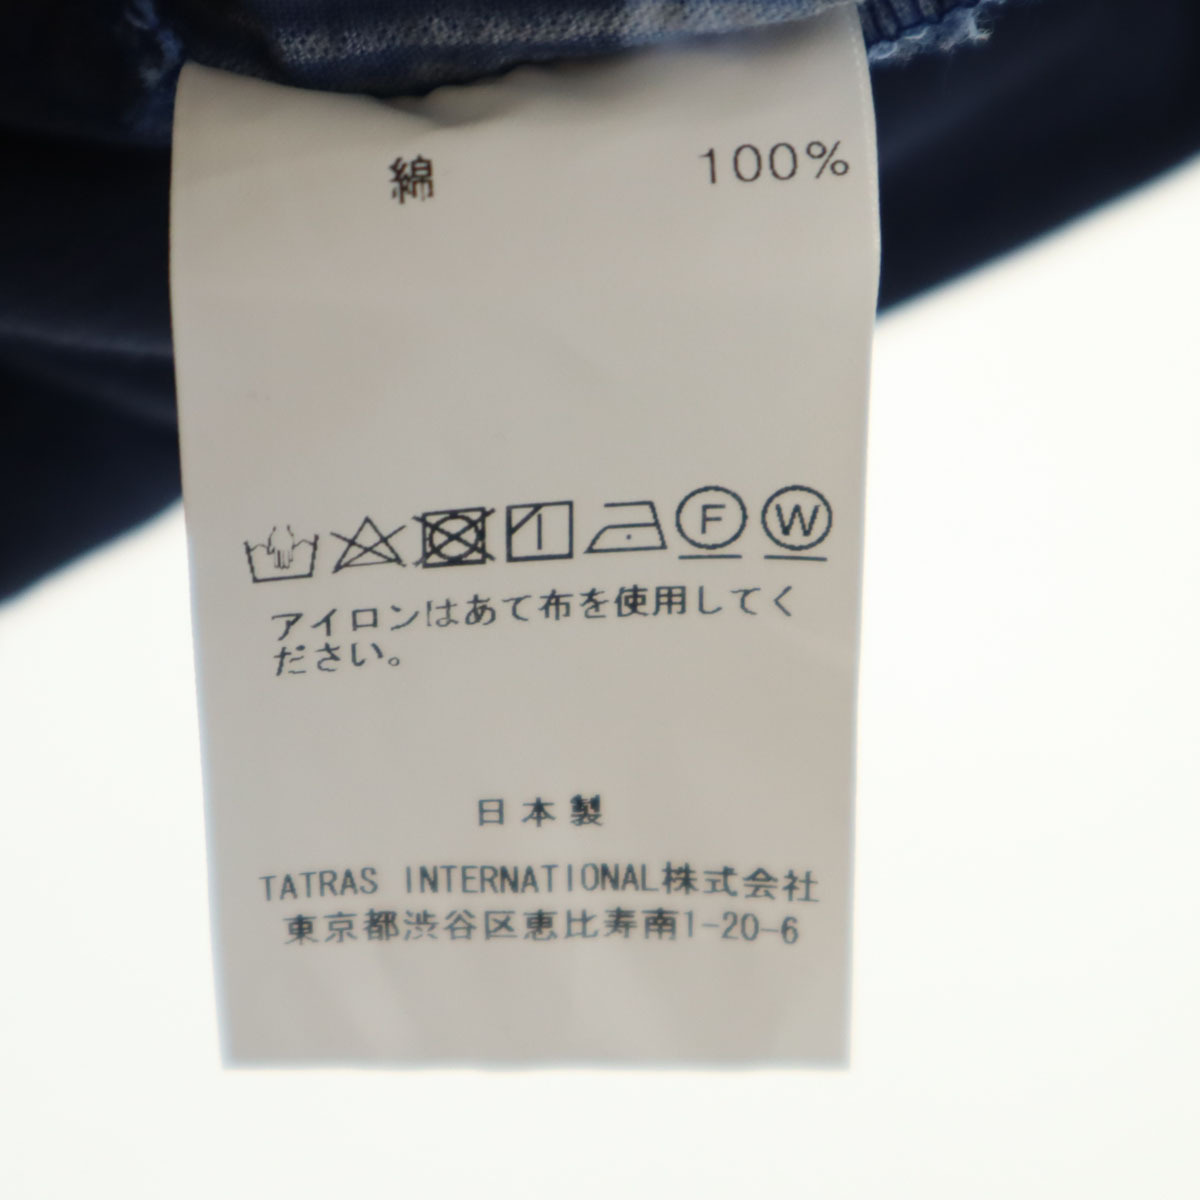 綿 100%
F W
アイロンはあて布を使用してく
ださい。
日本製
TATRAS INTERNATIONAL株式会社
東京都渋谷区恵比寿南1-20-6